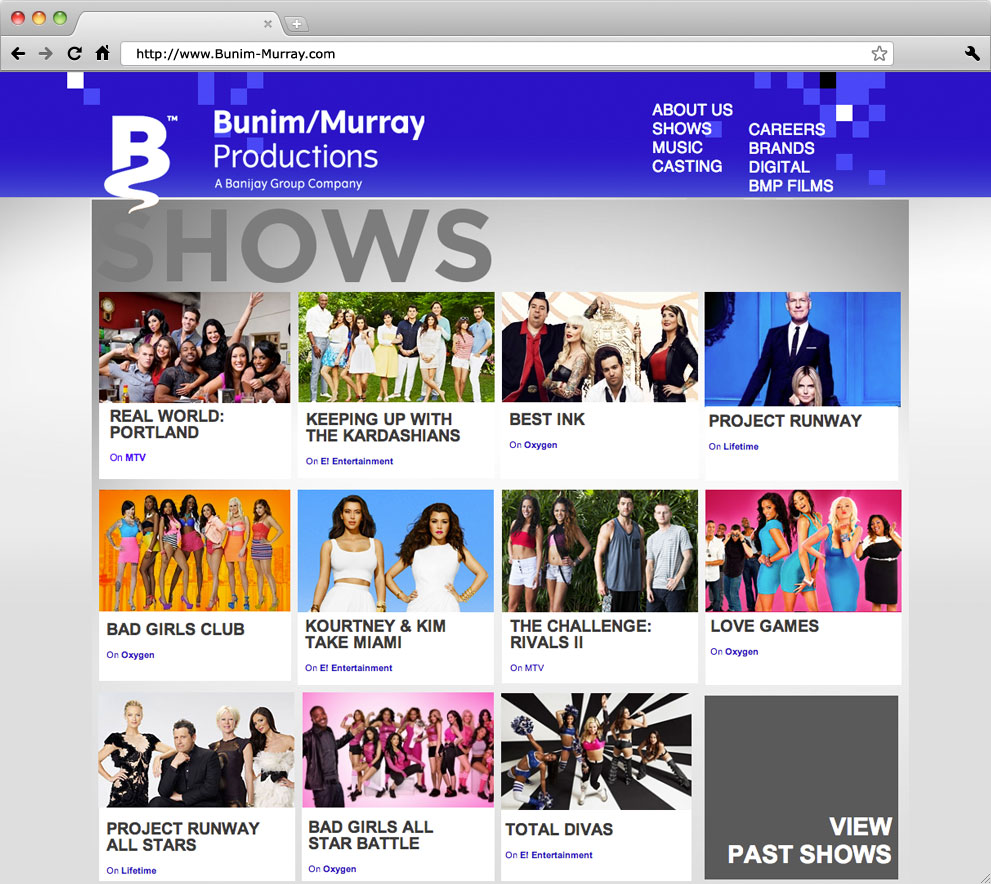 http://www.Bunim-Murray.com
B™
Bunim/Murray
Productions
A Banijay Group Company
ABOUT US
SHOWS
MUSIC
CASTING
CAREERS
BRANDS
DIGITAL
BMP FILMS
SHOWS
REAL WORLD:
PORTLAND
On MTV
KEEPING UP WITH
THE KARDASHIANS
On E! Entertainment
BEST INK
On Oxygen
PROJECT RUNWAY
On Lifetime
BAD GIRLS CLUB
On Oxygen
KOURTNEY & KIM
TAKE MIAMI
On E! Entertainment
THE CHALLENGE:
RIVALS II
On MTV
LOVE GAMES
On Oxygen
PROJECT RUNWAY
ALL STARS
On Lifetime
BAD GIRLS ALL
STAR BATTLE
On Oxygen
TOTAL DIVAS
On E! Entertainment
VIEW
PAST SHOWS